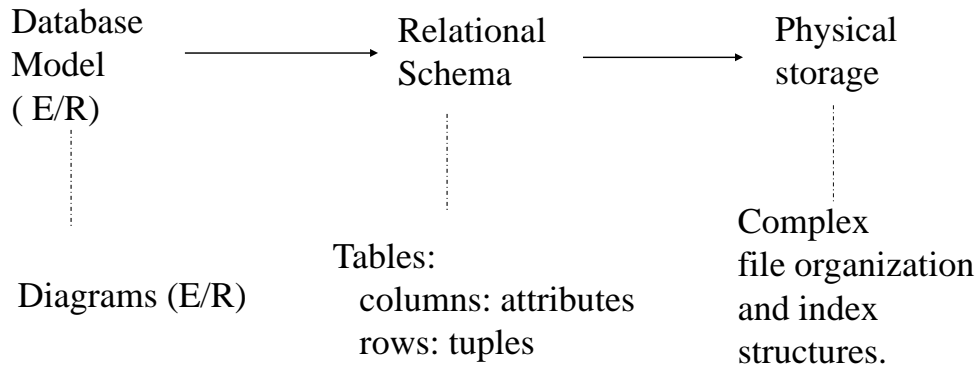 Database
Model
( E/R)
Relational
Schema
Physical
storage
Diagrams (E/R)
Tables:
columns: attributes
rows: tuples
Complex
file organization
and index
structures.